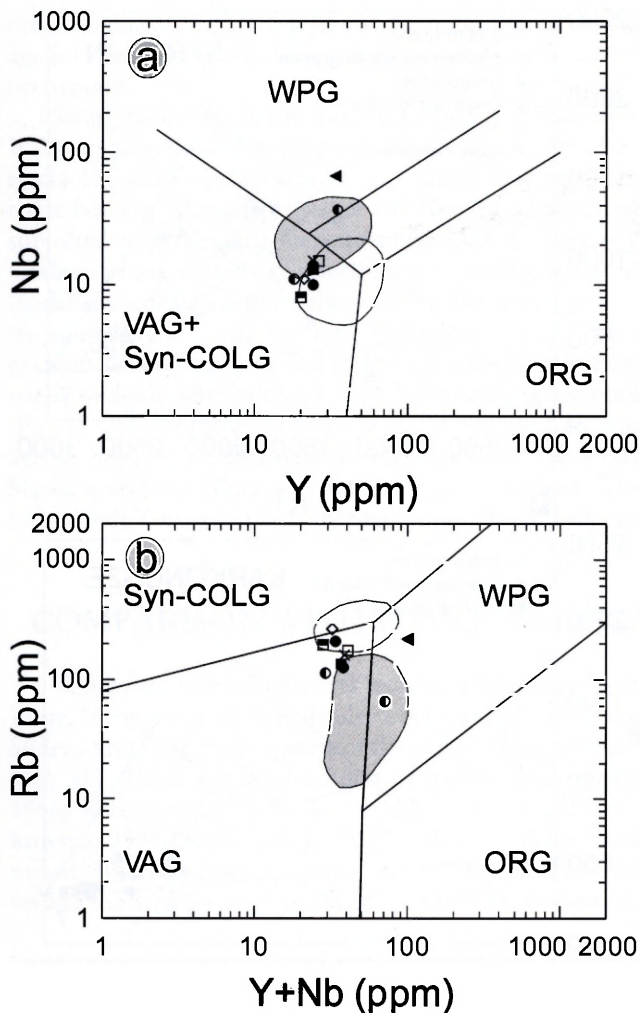 1000
a
WPG
100
Nb (ppm)
10
VAG+
Syn-COLG
ORG
1
1 10 100 1000 2000
Y (ppm)
2000
b
1000
Syn-COLG
WPG
100
Rb (ppm)
10
VAG
ORG
1
1 10 100 1000 2000
Y+Nb (ppm)